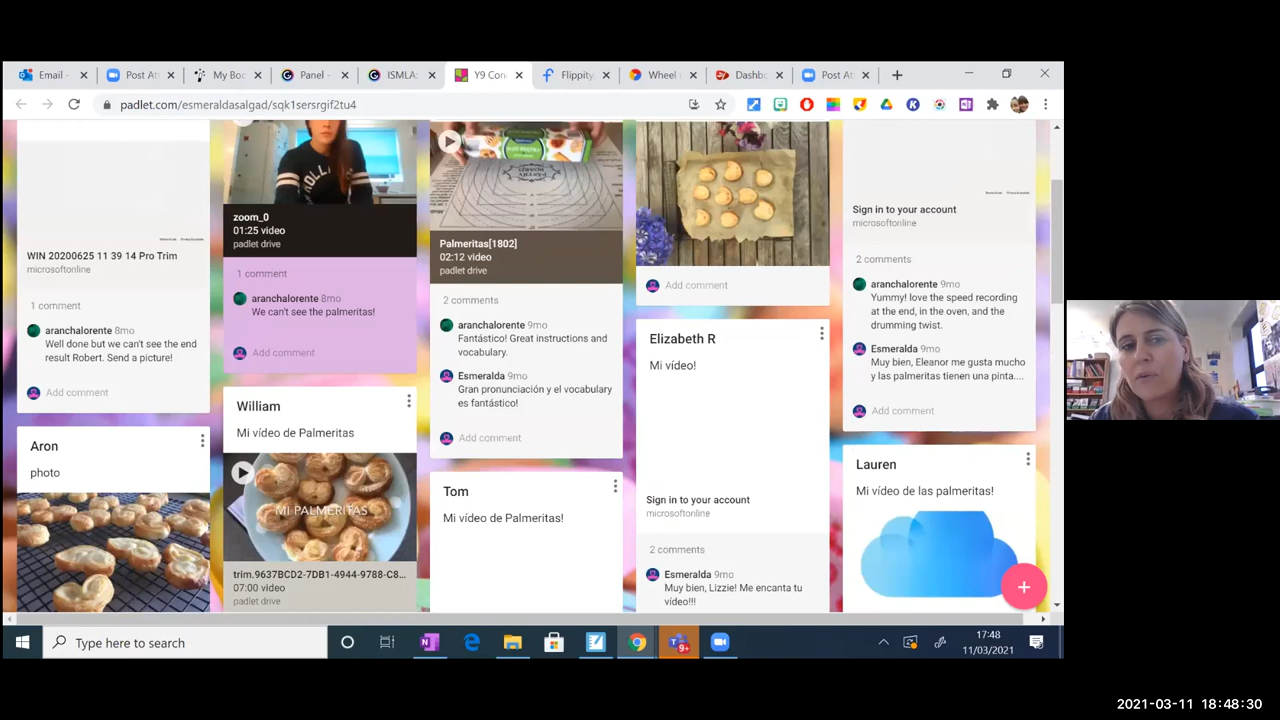 Email -
Post At
My Boo
Panel -
ISMLA:
Y9 Con
Flippity.
Wheel o
Dashbo
Post At
padlet.com/esmeraldasalgad/sqk1sersrgif2tu4
WIN 20200625 11 39 14 Pro Trim
microsoftonline
1 comment
aranchalorente 8mo
Well done but we can't see the end
result Robert. Send a picture!
Add comment
Aron
photo
zoom_0
01:25 video
padlet drive
1 comment
aranchalorente 8mo
We can't see the palmeritas!
Add comment
William
Mi vídeo de Palmeritas
MI PALMERITAS
trim.9637BCD2-7DB1-4944-9788-C8...
07:00 video
padlet drive
Palmeritas[1802]
02:12 video
padlet drive
2 comments
aranchalorente 9mo
Fantástico! Great instructions and
vocabulary.
Esmeralda 9mo
Gran pronunciación y el vocabulary
es fantástico!
Add comment
Tom
Mi vídeo de Palmeritas!
Add comment
Elizabeth R
Mi vídeo!
Sign in to your account
microsoftonline
2 comments
Esmeralda 9mo
Muy bien, Lizzie! Me encanta tu
vídeo!!!
Sign in to your account
microsoftonline
2 comments
aranchalorente 9mo
Yummy! love the speed recording
at the end, in the oven, and the
drumming twist.
Esmeralda 9mo
Muy bien, Eleanor me gusta mucho
y las palmeritas tienen una pinta....
Add comment
Lauren
Mi vídeo de las palmeritas!
Type here to search
9+
17:48
11/03/2021
2021-03-11 18:48:30